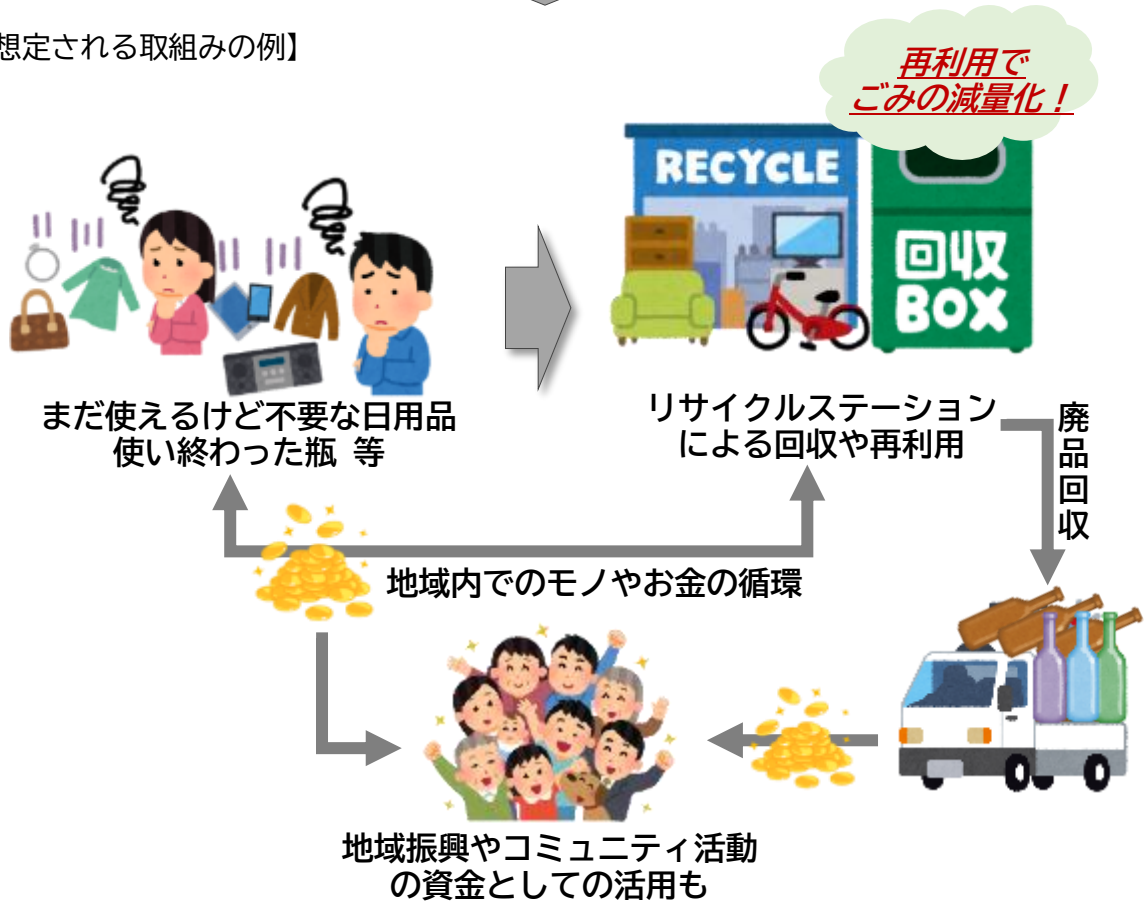 想定される取組みの例】
再利用で
ごみの減量化！
RECYCLE
回収
BOX
まだ使えるけど不要な日用品
使い終わった瓶 等
リサイクルステーション
による回収や再利用
廃品回収
地域内でのモノやお金の循環
地域振興やコミュニティ活動
の資金としての活用も